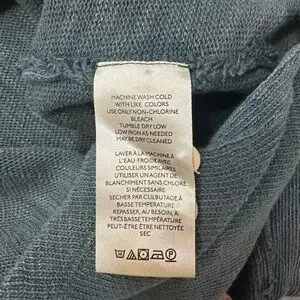 MACHINE WASH COLD
WITH LIKE COLORS
USE ONLY NON-CHLORINE
BLEACH
TUMBLE DRY LOW
LOW IRON AS NEEDED
MAY BE DRY CLEANED
LAVER À LA MACHINE À
L'EAU FROIDE AVEC
COULEURS SIMILAIRES
UTILISER UN AGENT DE
BLANCHIMENT SANS CHLORE
SI NÉCESSAIRE
SECHER PAR CULBUTAGE À
BASSE TEMPÉRATURE
REPASSER, AU BESOIN, À
TRÈS BASSE TEMPÉRATURE
PEUT-ÊTRE ÊTRE NETTOYÉE
SEC